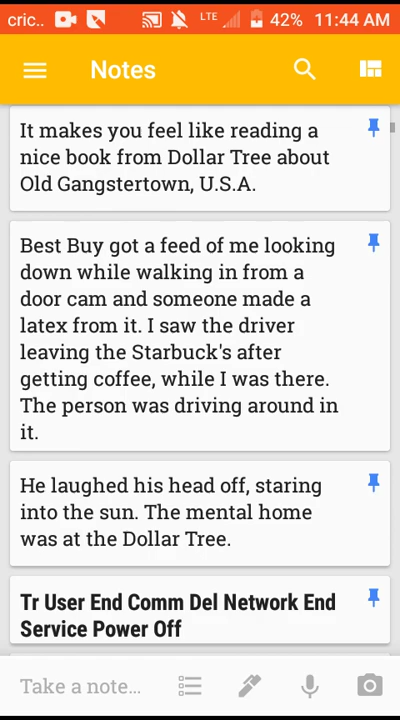 cric.. LTE 42% 11:44 AM
Notes
It makes you feel like reading a
nice book from Dollar Tree about
Old Gangstertown, U.S.A.
Best Buy got a feed of me looking
down while walking in from a
door cam and someone made a
latex from it. I saw the driver
leaving the Starbuck's after
getting coffee, while I was there.
The person was driving around in
it.
He laughed his head off, staring
into the sun. The mental home
was at the Dollar Tree.
Tr User End Comm Del Network End
Service Power Off
Take a note...